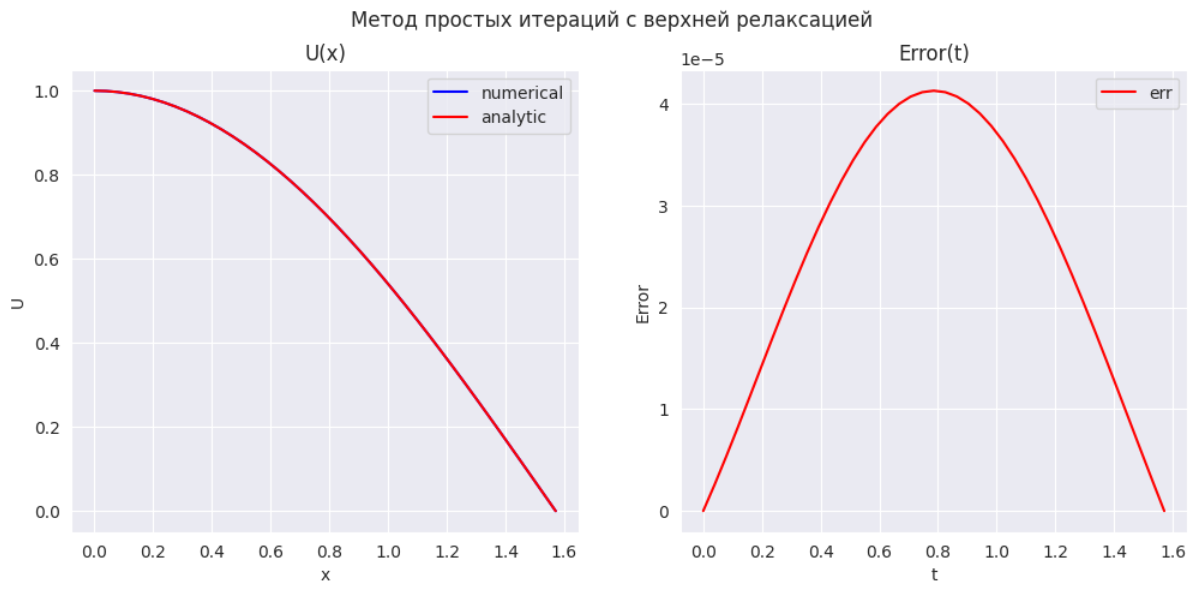 Метод простых итераций с верхней релаксацией
U(x)
numerical
analytic
1.0
0.8
0.6
0.4
0.2
0.0
U
0.0 0.2 0.4 0.6 0.8 1.0 1.2 1.4 1.6
x
Error(t)
1e−5
err
4
3
2
1
0
Error
0.0 0.2 0.4 0.6 0.8 1.0 1.2 1.4 1.6
t